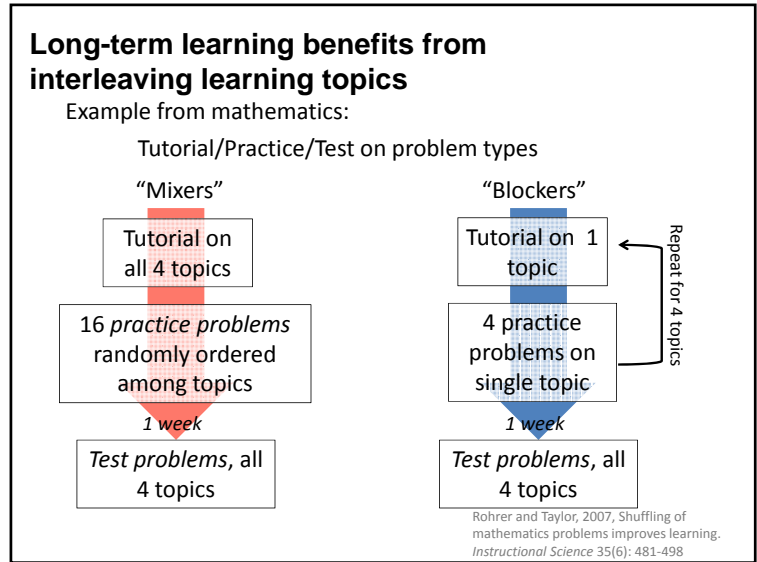 Long-term learning benefits from
interleaving learning topics
Example from mathematics:
Tutorial/Practice/Test on problem types
“Mixers”
Tutorial on
all 4 topics
16 practice problems
randomly ordered
among topics
1 week
Test problems, all
4 topics
“Blockers”
Tutorial on 1
topic
4 practice
problems on
single topic
Repeat for 4 topics
1 week
Test problems, all
4 topics
Rohrer and Taylor, 2007, Shuffling of
mathematics problems improves learning.
Instructional Science 35(6): 481-498